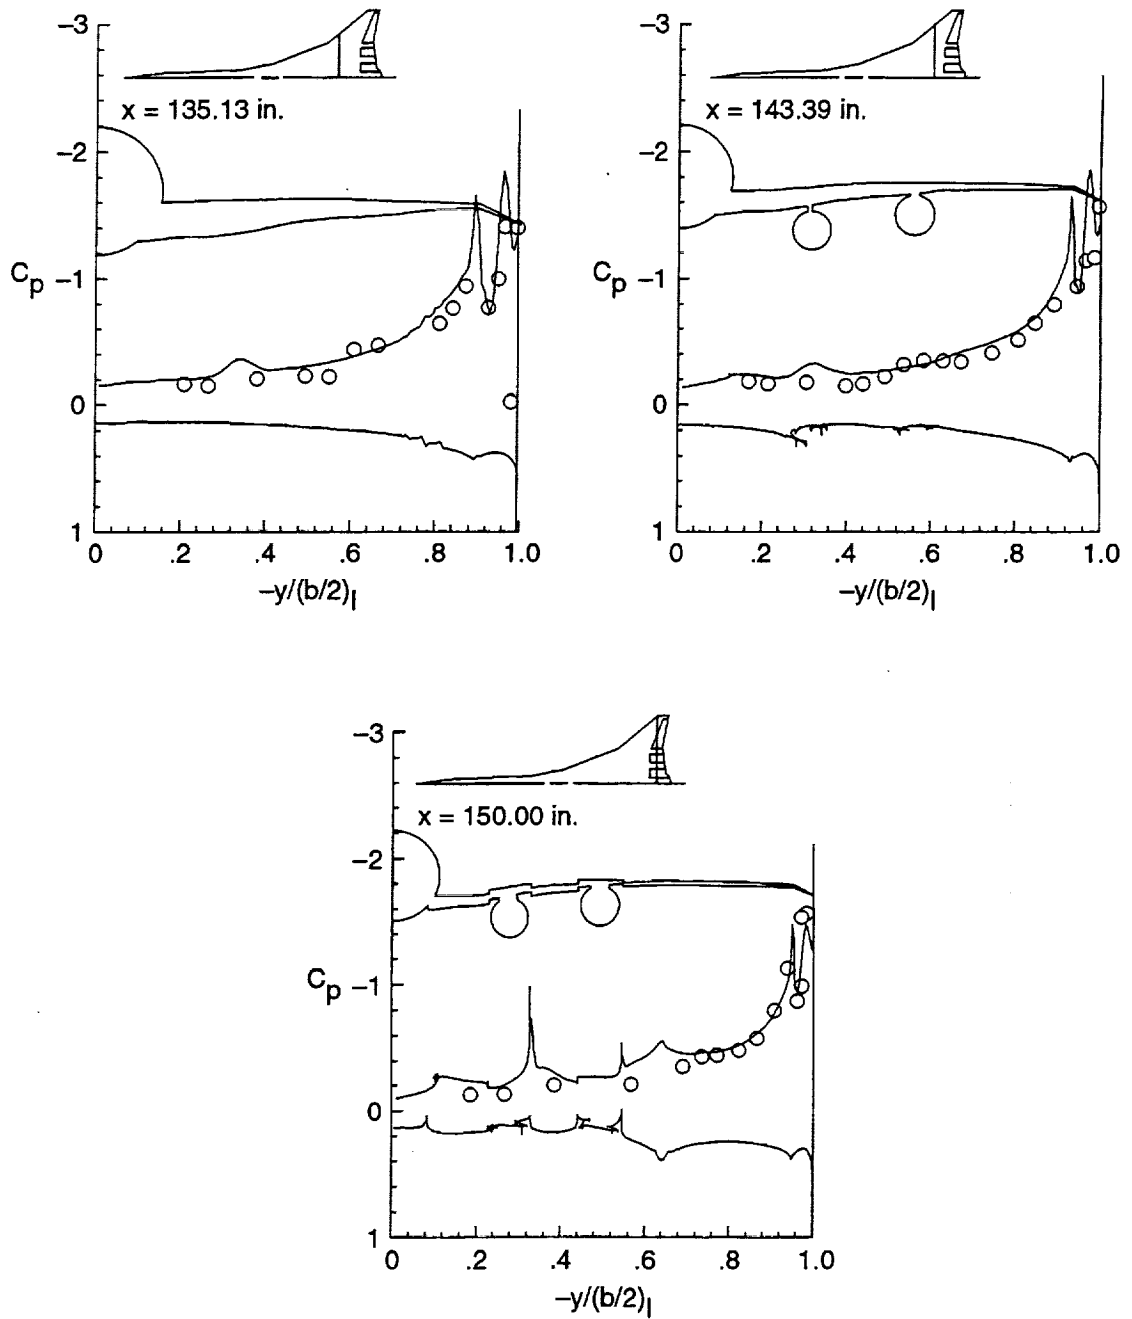 –3
x = 135.13 in.
–2
Cp –1
0
1
0 .2 .4 .6 .8 1.0
–y/(b/2)l
–3
x = 143.39 in.
–2
Cp –1
0
1
0 .2 .4 .6 .8 1.0
–y/(b/2)l
–3
x = 150.00 in.
–2
Cp –1
0
1
0 .2 .4 .6 .8 1.0
–y/(b/2)l